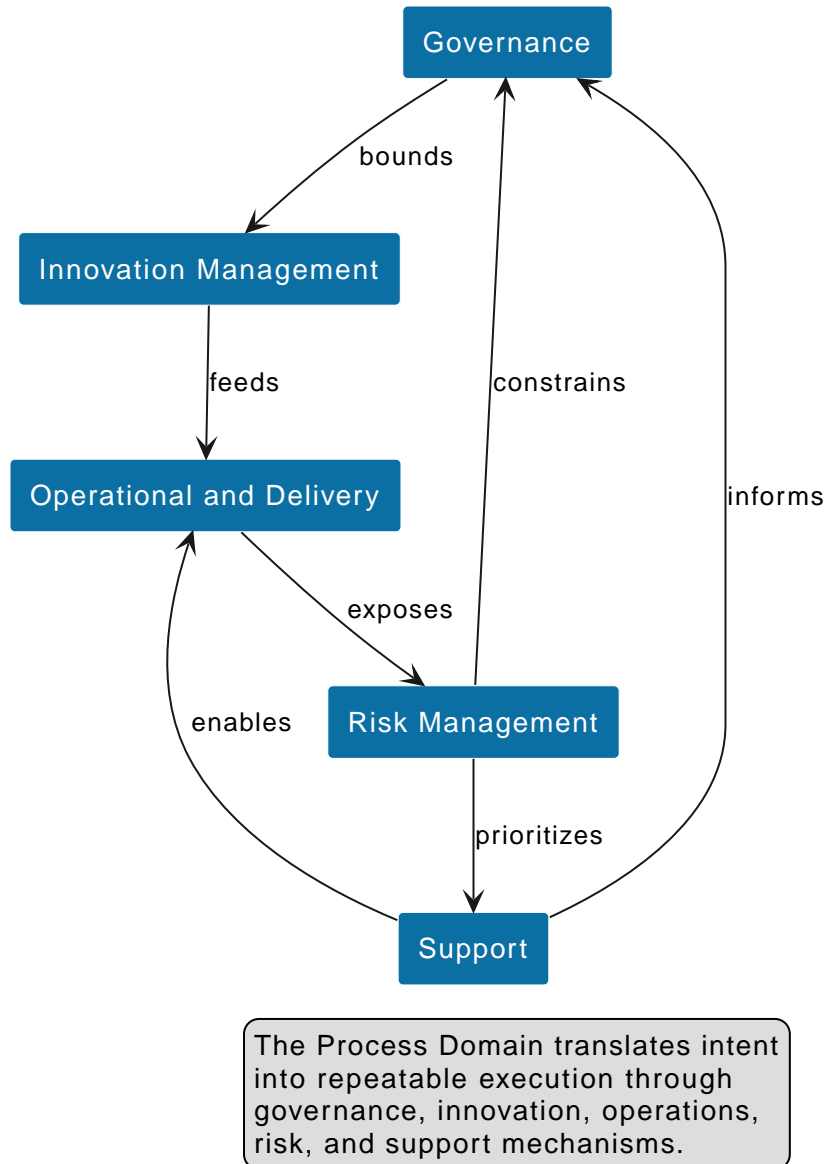 Governance
bounds
Innovation Management
feeds
constrains
Operational and Delivery
informs
exposes
enables
Risk Management
prioritizes
Support
The Process Domain translates intent
into repeatable execution through
governance, innovation, operations,
risk, and support mechanisms.